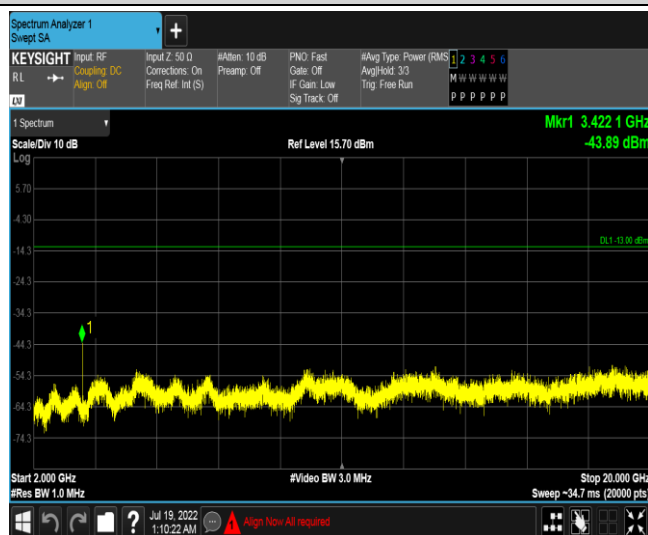 Spectrum Analyzer 1
Swept SA
KEYSIGHT
RL
LXI
Input: RF
Coupling: DC
Align: Off
Input Z: 50 Ω
Corrections: On
Freq Ref: Int (S)
#Atten: 10 dB
Preamp: Off
PNO: Fast
Gate: Off
IF Gain: Low
Sig Track: Off
#Avg Type: Power (RMS
Avg|Hold: 3/3
Trig: Free Run
1 2 3 4 5 6
M W W W W W
P P P P P P
1 Spectrum
Mkr1 3.422 1 GHz
Scale/Div 10 dB
Ref Level 15.70 dBm
-43.89 dBm
Log
5.70
-4.30
DL1 -13.00 dBm
-14.3
-24.3
-34.3
1
-44.3
-54.3
-64.3
-74.3
Start 2.000 GHz
#Video BW 3.0 MHz
Stop 20.000 GHz
#Res BW 1.0 MHz
Sweep ~34.7 ms (20000 pts)
?
Jul 19, 2022
1:10:22 AM
1
Align Now All required